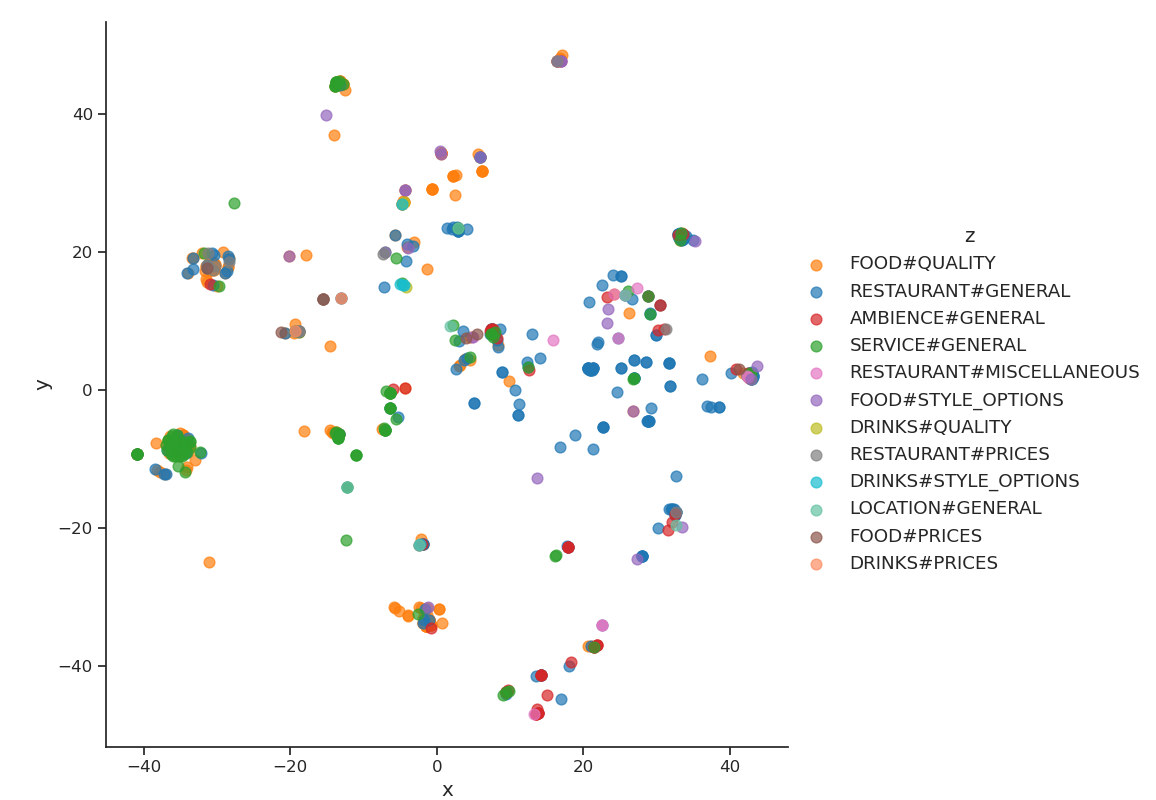 40
20
0
−20
−40
y
−40
−20
0
20
40
x
z
FOOD#QUALITY
RESTAURANT#GENERAL
AMBIENCE#GENERAL
SERVICE#GENERAL
RESTAURANT#MISCELLANEOUS
FOOD#STYLE_OPTIONS
DRINKS#QUALITY
RESTAURANT#PRICES
DRINKS#STYLE_OPTIONS
LOCATION#GENERAL
FOOD#PRICES
DRINKS#PRICES